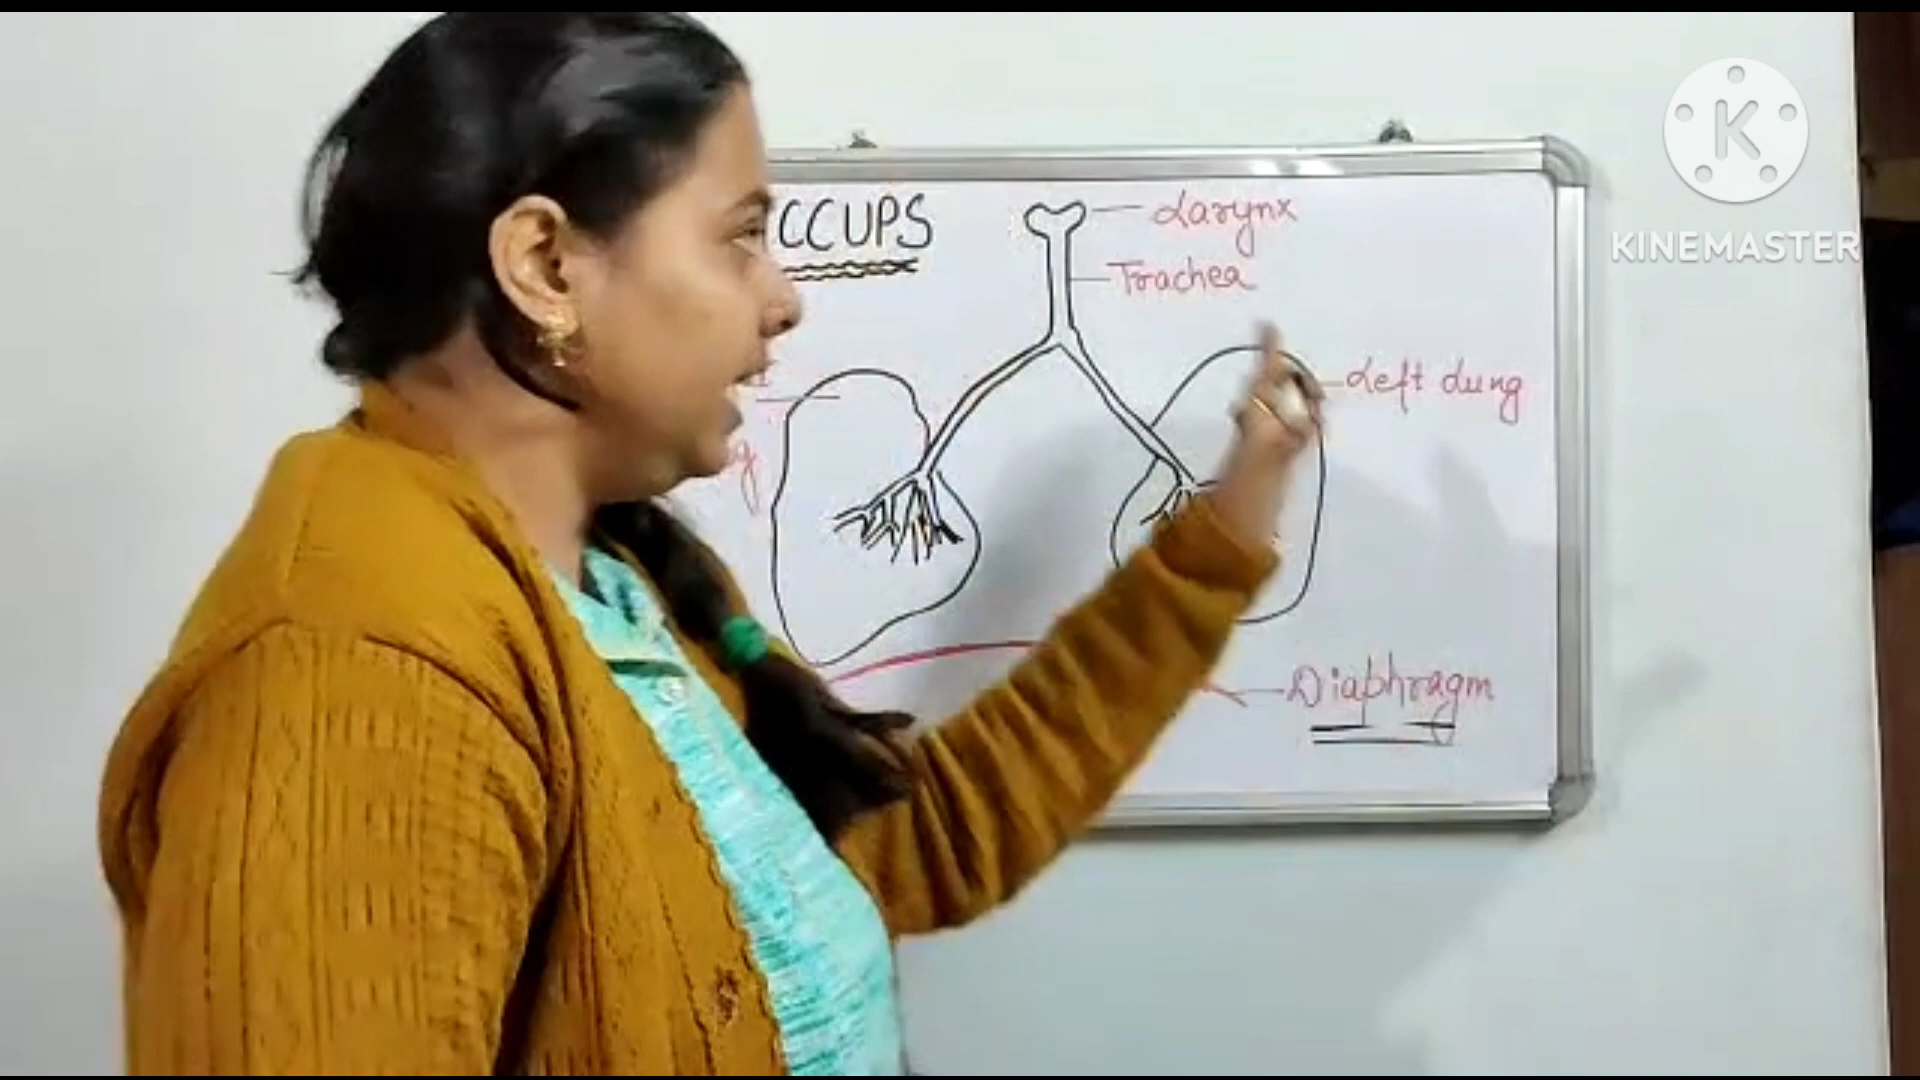 CCUPS
Larynx
Trachea
Left Lung
g
Diaphragm
K
KINEMASTER